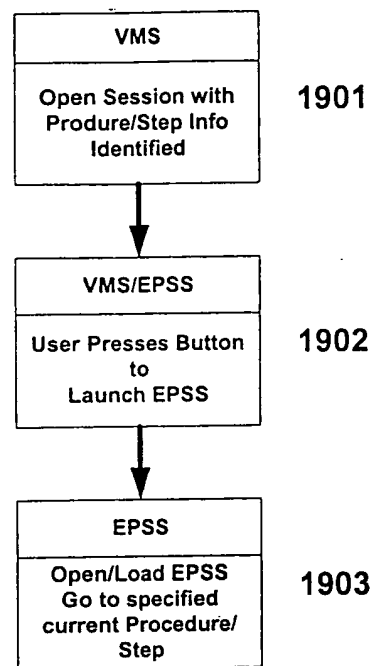 VMS
Open Session with
Produre/Step Info
Identified
1901
VMS/EPSS
User Presses Button
to
Launch EPSS
1902
EPSS
Open/Load EPSS
Go to specified
current Procedure/
Step
1903